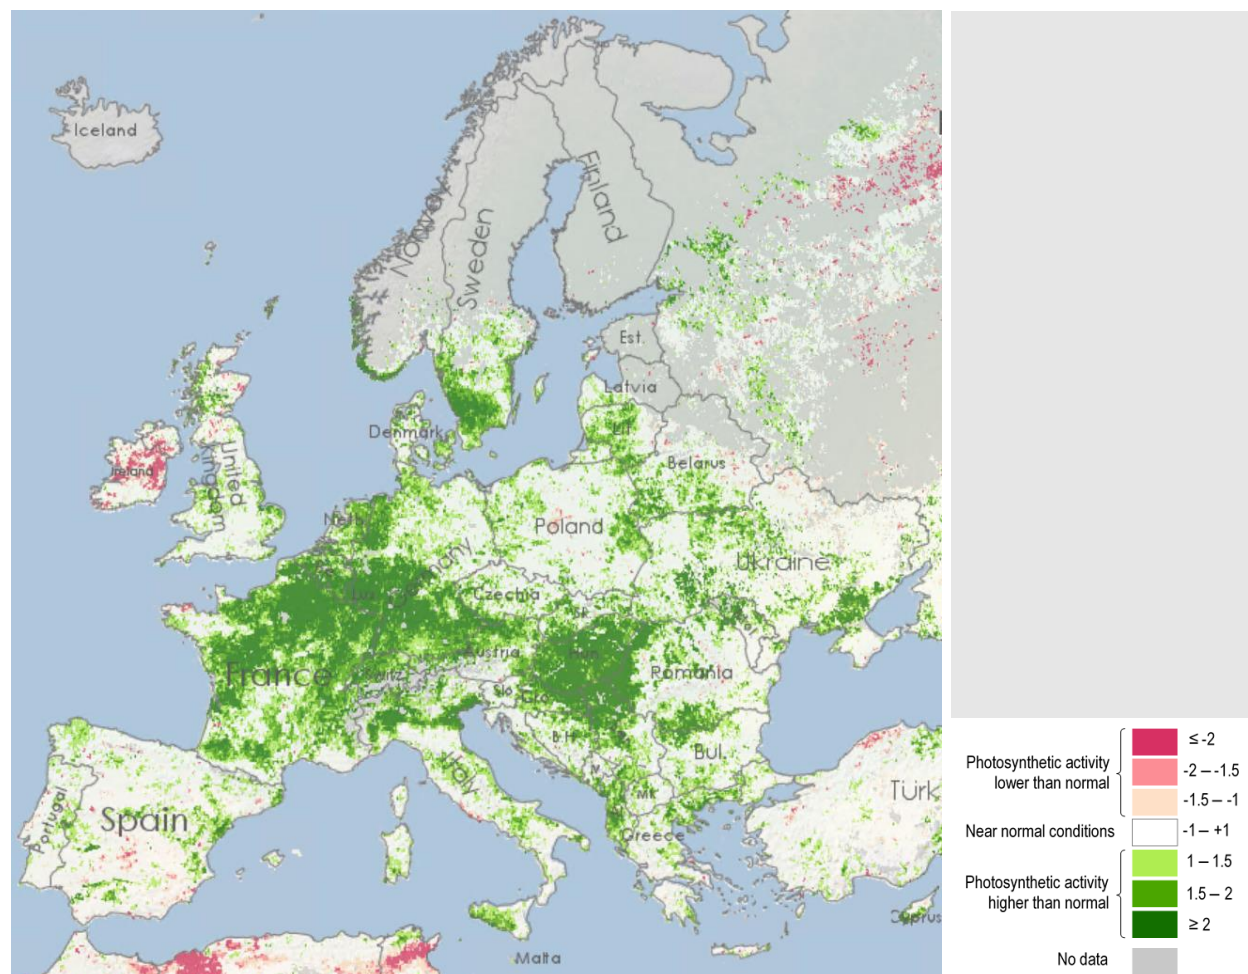 Iceland
Norway
Sweden
Finland
Est.
Latvia
Lit.
Denmark
Ireland
United
Kingdom
Belarus
Neth.
Poland
Germany
Ukraine
Lux.
Czechia
Sk.
Austria
Hun.
France
Switz.
Romania
Slo.
Cro.
B.H.
Bul.
Italy
Mk
Portugal
Spain
Türk
Greece
Cyprus
Malta
Photosynthetic activity
lower than normal
≤ -2
-2 – -1.5
-1.5 – -1
Near normal conditions
-1 – +1
Photosynthetic activity
higher than normal
1 – 1.5
1.5 – 2
≥ 2
No data